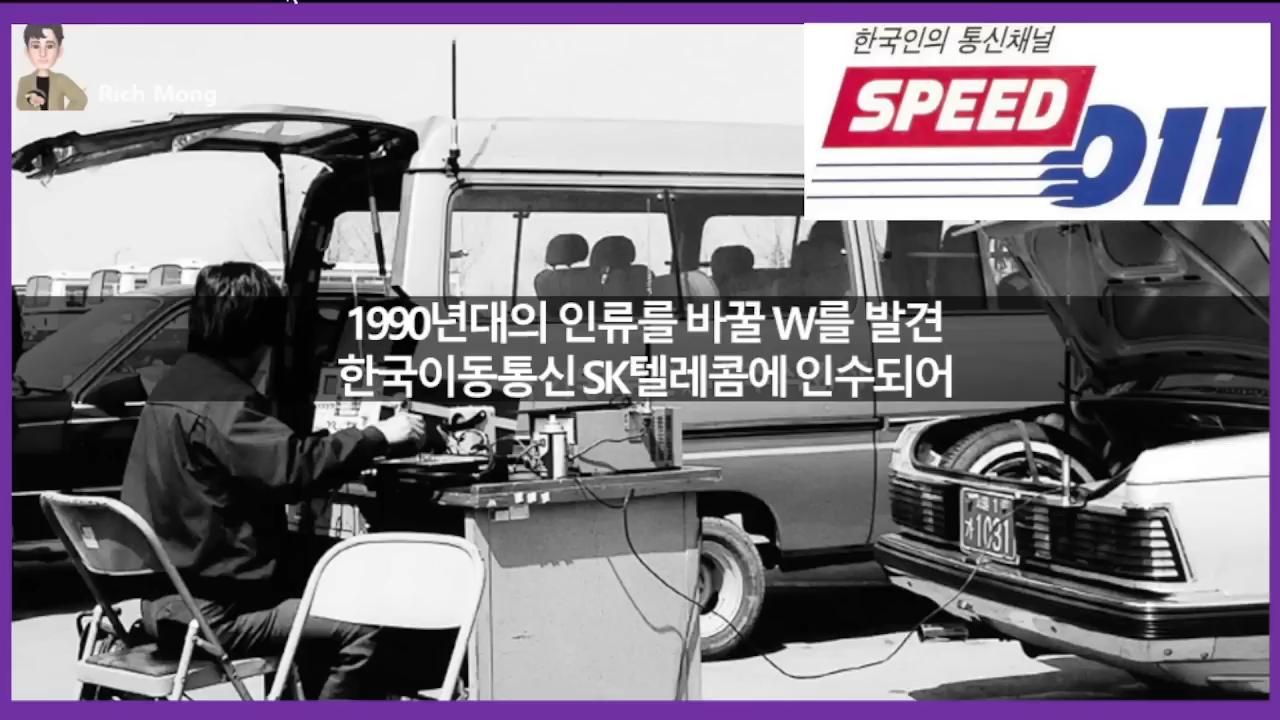 Rich Mong
한국인의 통신채널
SPEED
011
1990년대의 인류를 바꿀 W를 발견
한국이동통신 SK텔레콤에 인수되어
1031